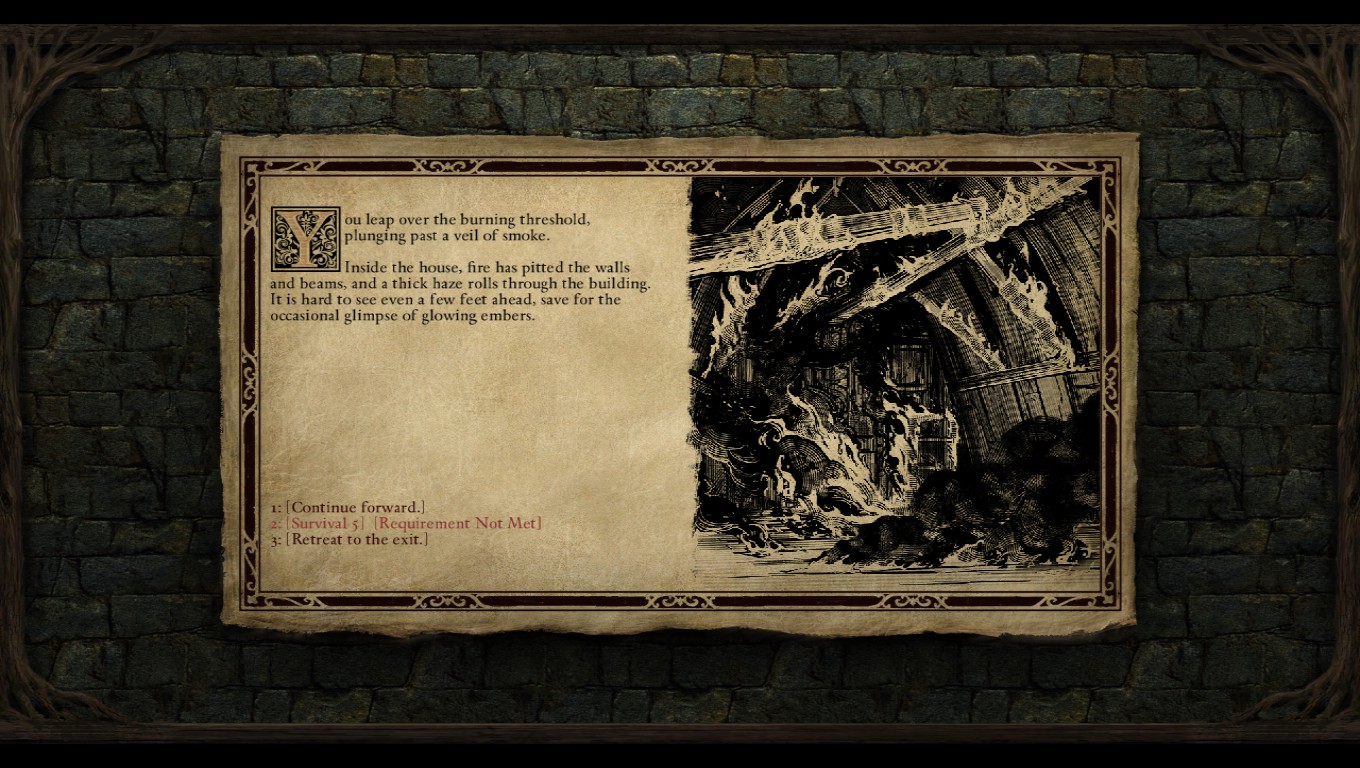 You leap over the burning threshold,
plunging past a veil of smoke.
Inside the house, fire has pitted the walls
and beams, and a thick haze rolls through the building.
It is hard to see even a few feet ahead, save for the
occasional glimpse of glowing embers.
1: [Continue forward.]
2: [Survival 5] [Requirement Not Met]
3: [Retreat to the exit.]